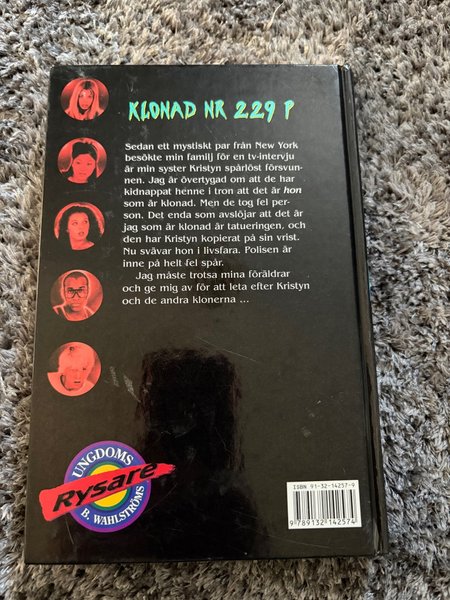 KLONAD NR 229 P
Sedan ett mystiskt par från New York
besökte min familj för en tv-intervju
är min syster Kristyn spårlöst försvun-
nen. Jag är övertygad om att de har
kidnappat henne i tron att det är hon
som är klonad. Men de tog fel per-
son. Det enda som avslöjar att det är
jag som är klonad är tatueringen, och
den har Kristyn kopierat på sin vrist.
Nu svävar hon i livsfara. Polisen är
inne på helt fel spår.
Jag måste trotsa mina föräldrar
och ge mig av för att leta efter Kristyn
och de andra klonerna ...
UNGDOMS
Rysare
B. WAHLSTRÖMS
ISBN 91-32-14257-9
9 789132 142574